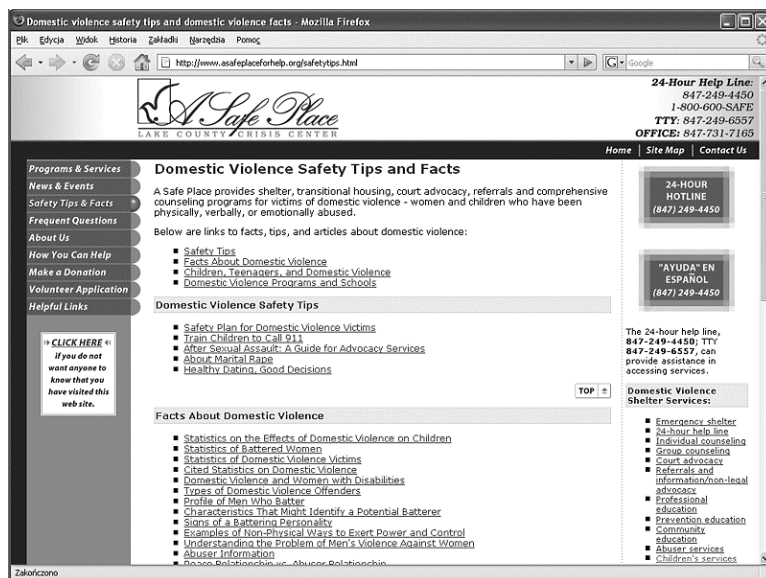 Domestic violence safety tips and domestic violence facts - Mozilla Firefox
Plik Edycja Widok Historia Zakładki Narzędzia Pomoc
http://www.asafeplaceforhelp.org/safetytips.html
Google
A Safe Place
LAKE COUNTY CRISIS CENTER
24-Hour Help Line:
847-249-4450
1-800-600-SAFE
TTY: 847-249-6557
OFFICE: 847-731-7165
Home | Site Map | Contact Us
Programs & Services
News & Events
Safety Tips & Facts
Frequent Questions
About Us
How You Can Help
Make a Donation
Volunteer Application
Helpful Links
CLICK HERE
if you do not
want anyone to
know that you
have visited this
web site.
Domestic Violence Safety Tips and Facts
A Safe Place provides shelter, transitional housing, court advocacy, referrals and comprehensive
counseling programs for victims of domestic violence - women and children who have been
physically, verbally, or emotionally abused.
Below are links to facts, tips, and articles about domestic violence:
Safety Tips
Facts About Domestic Violence
Children, Teenagers, and Domestic Violence
Domestic Violence Programs and Schools
Domestic Violence Safety Tips
Safety Plan for Domestic Violence Victims
Train Children to Call 911
After Sexual Assault: A Guide for Advocacy Services
About Marital Rape
Healthy Dating, Good Decisions
TOP
Facts About Domestic Violence
Statistics on the Effects of Domestic Violence on Children
Statistics of Battered Women
Statistics of Domestic Violence Victims
Cited Statistics on Domestic Violence
Domestic Violence and Women with Disabilities
Types of Domestic Violence Offenders
Profile of Men Who Batter
Characteristics That Might Identify a Potential Batterer
Signs of a Battering Personality
Examples of Non-Physical Ways to Exert Power and Control
Understanding the Problem of Men's Violence Against Women
Abuser Information
Peace Relationship vs. Abuser Relationship
24-HOUR
HOTLINE
(847) 249-4450
"AYUDA" EN
ESPAÑOL
(847) 249-4450
The 24-hour help line,
847-249-4450; TTY
847-249-6557, can
provide assistance in
accessing services.
Domestic Violence
Shelter Services:
Emergency shelter
24-hour help line
Individual counseling
Group counseling
Court advocacy
Referrals and
information/non-legal
advocacy
Professional
education
Prevention education
Community
education
Abuser services
Children's services
Zakończono